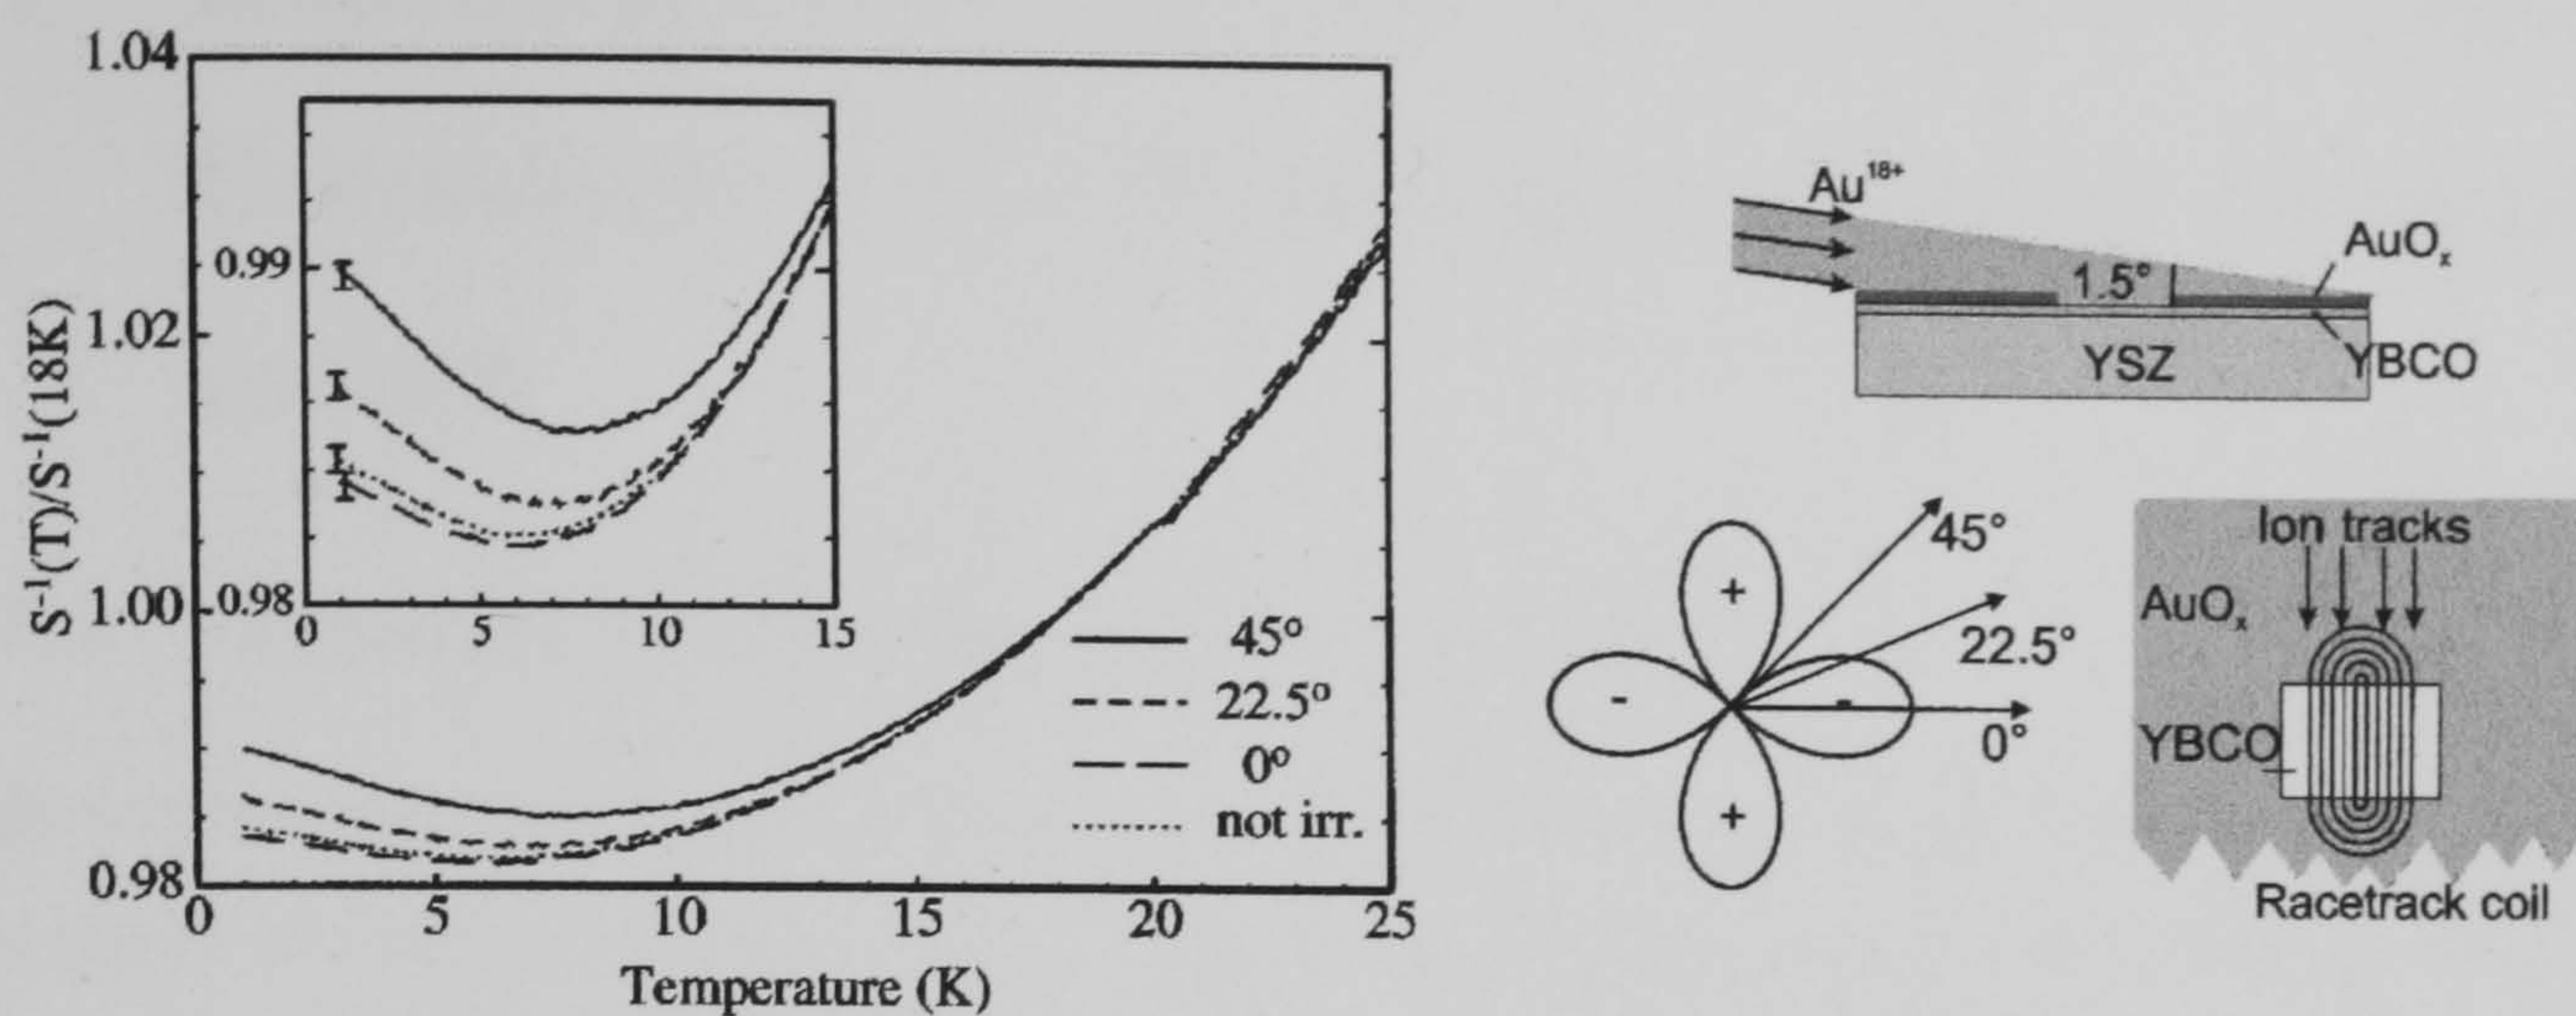 1.04
1.02
1.00
0.98
S⁻¹(T)/S⁻¹(18K)
0.99
0.98
0 5 10 15
45°
22.5°
0°
not irr.
0 5 10 15 20 25
Temperature (K)
Au¹⁸⁺
AuOₓ
1.5°
YSZ
YBCO
45°
22.5°
0°
+
-
-
+
Ion tracks
AuOₓ
YBCO
Racetrack coil